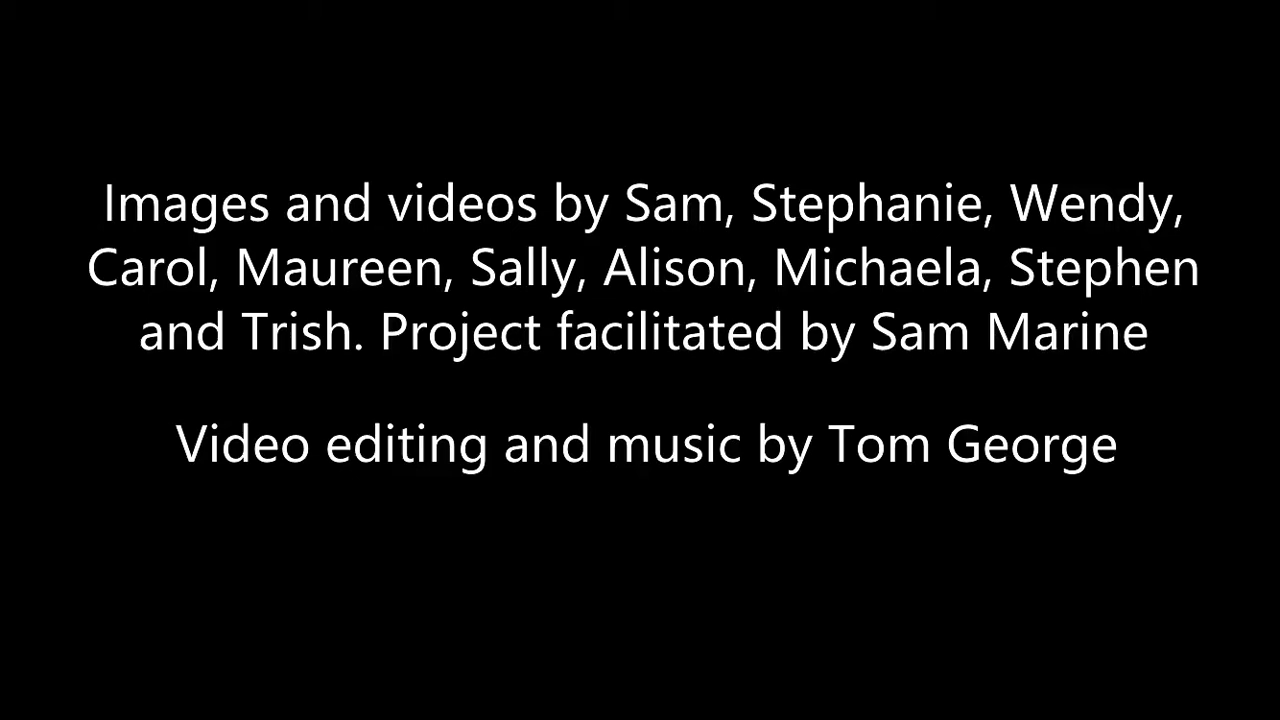 Images and videos by Sam, Stephanie, Wendy,
Carol, Maureen, Sally, Alison, Michaela, Stephen
and Trish. Project facilitated by Sam Marine
Video editing and music by Tom George